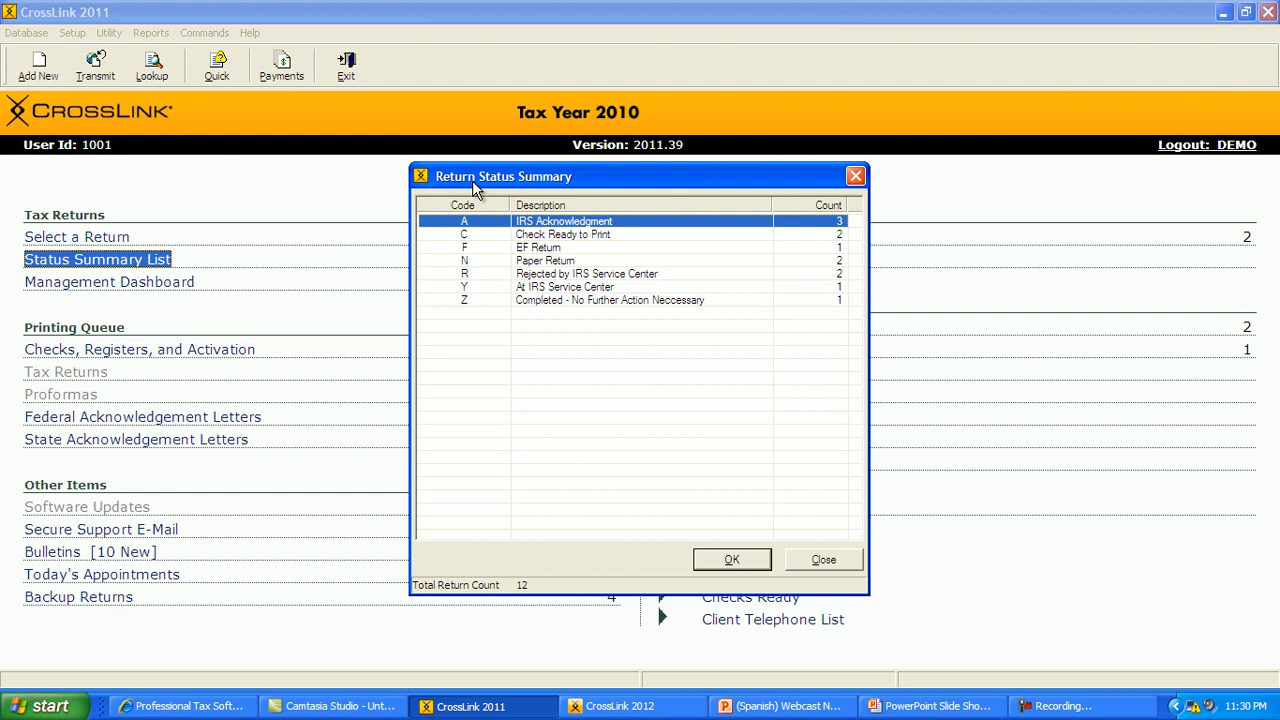 CrossLink 2011
Database Setup Utility Reports Commands Help
Add New Transmit Lookup Quick Payments Exit
CROSSLINK® Tax Year 2010
User Id: 1001 Version: 2011.39 Logout: DEMO
Return Status Summary
Code Description Count
A IRS Acknowledgment 3
C Check Ready to Print 2
F EF Return 1
N Paper Return 2
R Rejected by IRS Service Center 2
Y At IRS Service Center 1
Z Completed - No Further Action Neccessary 1
OK Close
Total Return Count 12
Tax Returns
Select a Return
Status Summary List
Management Dashboard
Printing Queue
Checks, Registers, and Activation
Tax Returns
Proformas
Federal Acknowledgement Letters
State Acknowledgement Letters
Other Items
Software Updates
Secure Support E-Mail
Bulletins [10 New]
Today's Appointments
Backup Returns 4
2
2
1
Checks Ready
Client Telephone List
start Professional Tax Soft... Camtasia Studio - Unt... CrossLink 2011 CrossLink 2012 (Spanish) Webcast N... PowerPoint Slide Sho... Recording... 11:30 PM